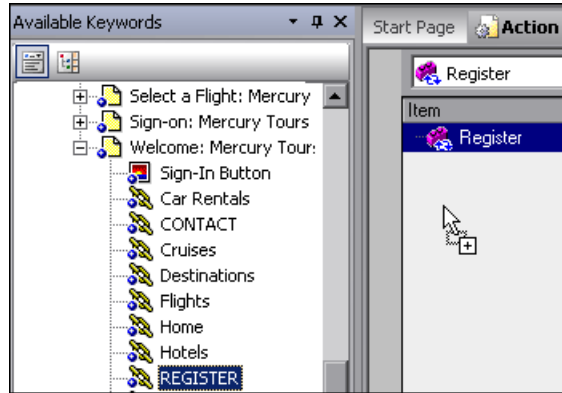 Available Keywords
Start Page
Action
Select a Flight: Mercury
Sign-on: Mercury Tours
Welcome: Mercury Tour:
Sign-In Button
Car Rentals
CONTACT
Cruises
Destinations
Flights
Home
Hotels
REGISTER
Register
Item
Register